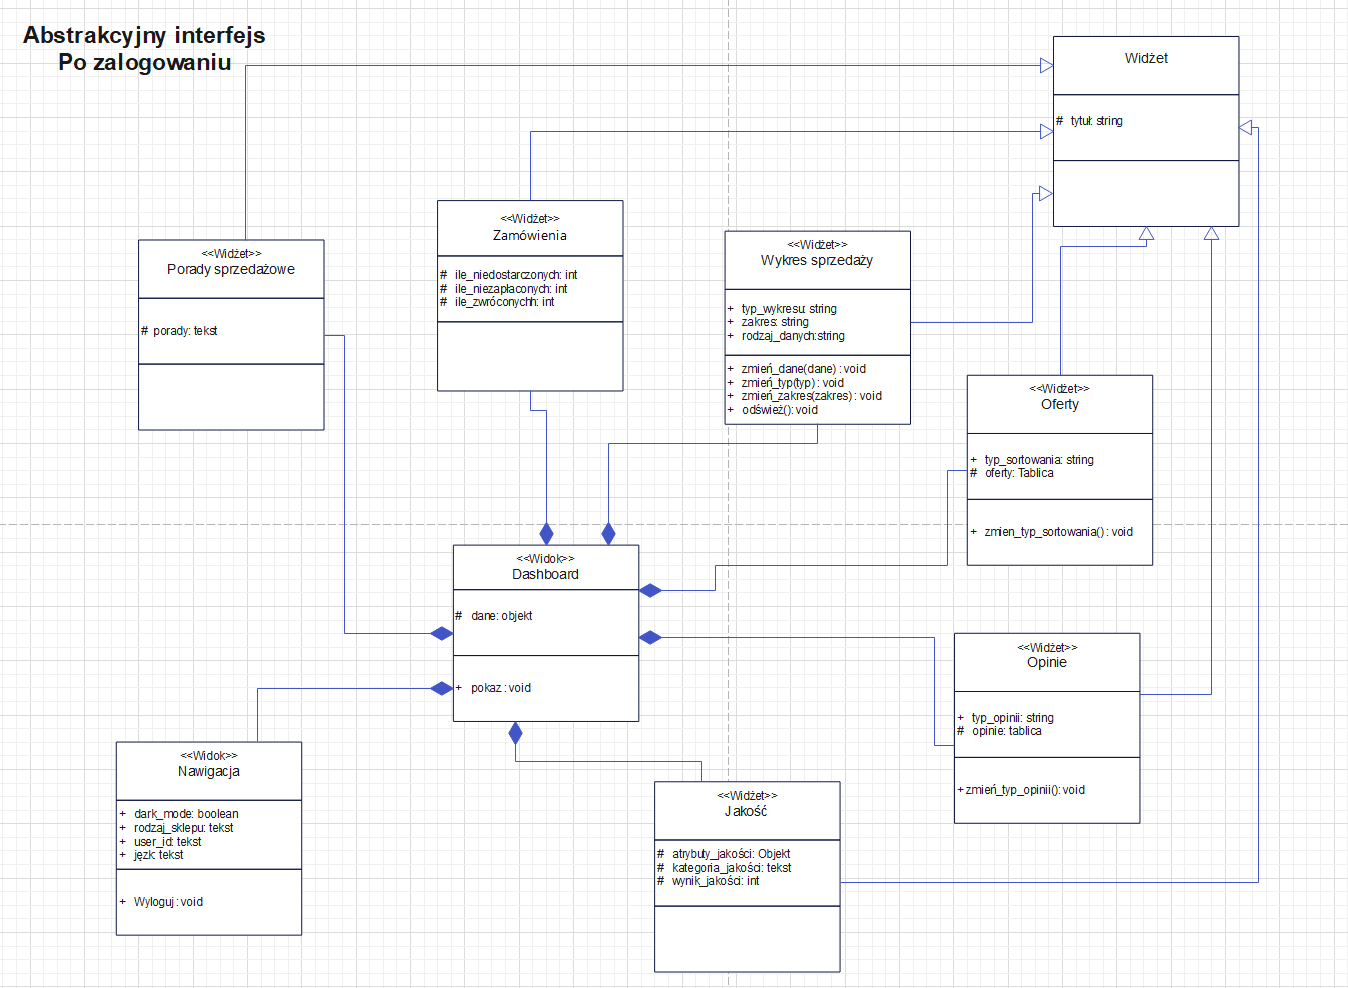 Abstrakcyjny interfejs
Po zalogowaniu
Widżet
# tytuł: string
<<Widżet>>
Zamówienia
# ile_niedostarczonych: int
# ile_niezapłaconych: int
# ile_zwróconychh: int
<<Widżet>>
Porady sprzedażowe
# porady: tekst
<<Widżet>>
Wykres sprzedaży
+ typ_wykresu: string
+ zakres: string
+ rodzaj_danych:string
+ zmień_dane(dane) : void
+ zmień_typ(typ) : void
+ zmień_zakres(zakres) : void
+ odśwież(): void
<<Widżet>>
Oferty
+ typ_sortowania: string
# oferty: Tablica
+ zmien_typ_sortowania() : void
<<Widok>>
Dashboard
# dane: objekt
+ pokaz : void
<<Widżet>>
Opinie
+ typ_opinii: string
# opinie: tablica
+ zmień_typ_opinii(): void
<<Widok>>
Nawigacja
+ dark_mode: boolean
+ rodzaj_sklepu: tekst
+ user_id: tekst
+ język: tekst
+ Wyloguj : void
<<Widżet>>
Jakość
# atrybuty_jakości: Objekt
# kategoria_jakości: tekst
# wynik_jakości: int